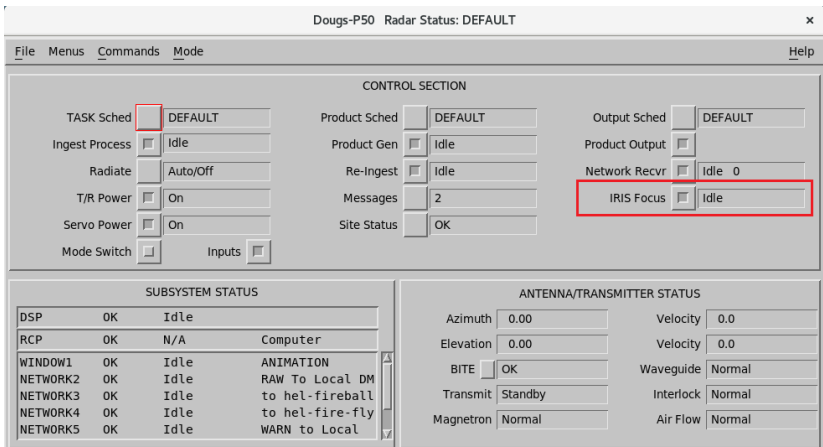 Dougs-P50 Radar Status: DEFAULT ×
File Menus Commands Mode Help
CONTROL SECTION
TASK Sched DEFAULT Product Sched DEFAULT Output Sched DEFAULT
Ingest Process Idle Product Gen Idle Product Output
Radiate Auto/Off Re-Ingest Idle Network Recvr Idle 0
T/R Power On Messages 2 IRIS Focus Idle
Servo Power On Site Status OK
Mode Switch Inputs
SUBSYSTEM STATUS
DSP OK Idle
RCP OK N/A Computer
WINDOW1 OK Idle ANIMATION
NETWORK2 OK Idle RAW To Local DM
NETWORK3 OK Idle to hel-fireball
NETWORK4 OK Idle to hel-fire-fly
NETWORK5 OK Idle WARN to Local
ANTENNA/TRANSMITTER STATUS
Azimuth 0.00 Velocity 0.0
Elevation 0.00 Velocity 0.0
BITE OK Waveguide Normal
Transmit Standby Interlock Normal
Magnetron Normal Air Flow Normal